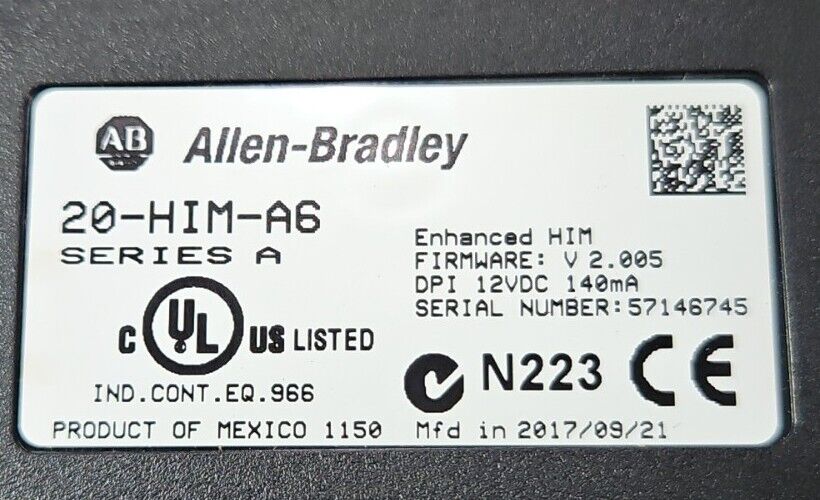 AB Allen-Bradley
20-HIM-A6
SERIES A
Enhanced HIM
FIRMWARE: V 2.005
DPI 12VDC 140mA
SERIAL NUMBER:57146745
C UL US LISTED
IND.CONT.EQ.966
N223 CE
PRODUCT OF MEXICO 1150
Mfd in 2017/09/21